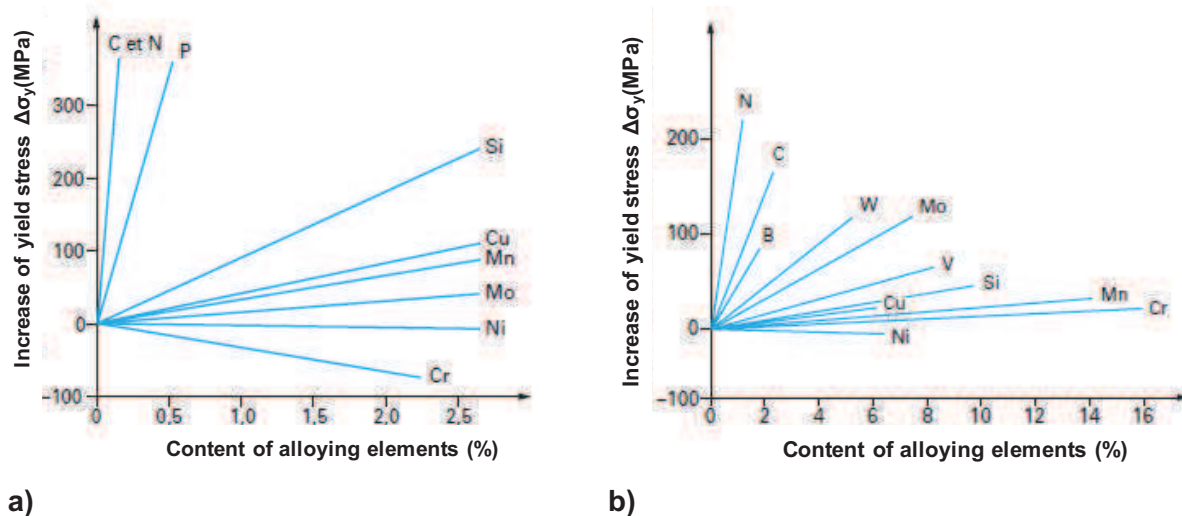 Increase of yield stress Δσy(MPa)
C et N
P
300
200
100
0
–100
Si
Cu
Mn
Mo
Ni
Cr
0
0,5
1,0
1,5
2,0
2,5
Content of alloying elements (%)
a)
Increase of yield stress Δσy(MPa)
N
C
B
W
Mo
V
Si
Cu
Mn
Cr
Ni
200
100
0
–100
0
2
4
6
8
10
12
14
16
Content of alloying elements (%)
b)